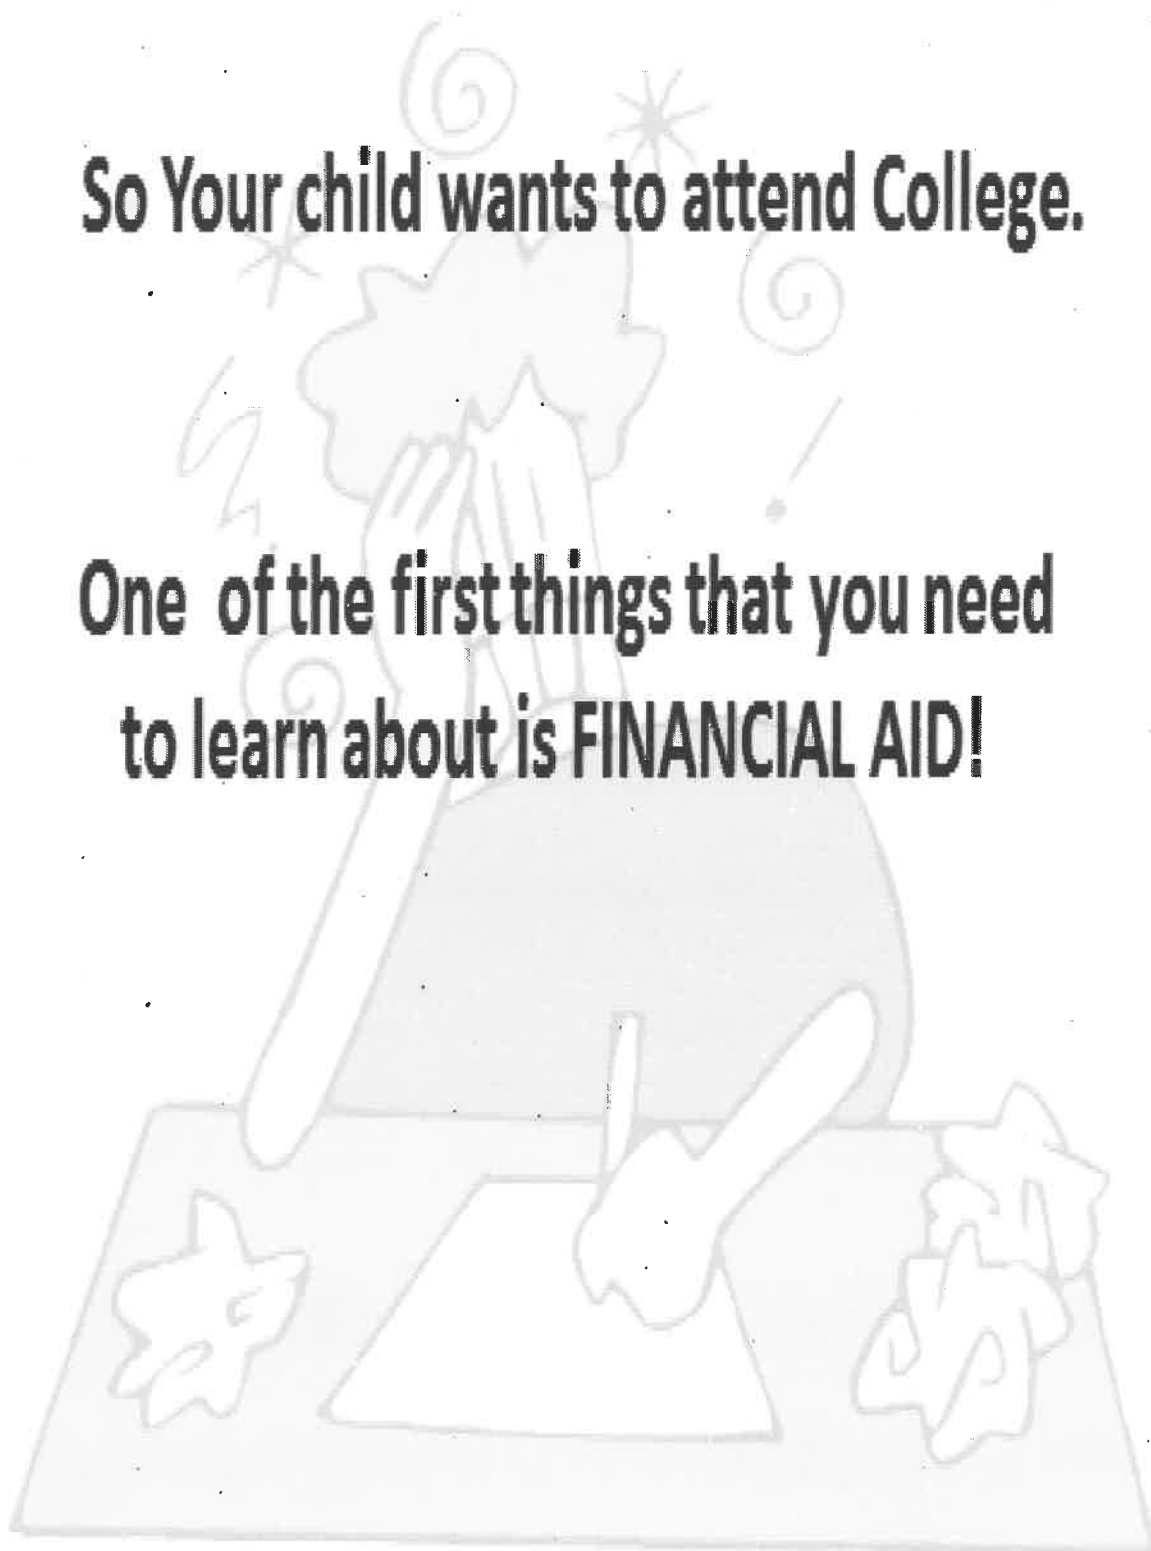 So Your child wants to attend College.
One of the first things that you need
to learn about is FINANCIAL AID!